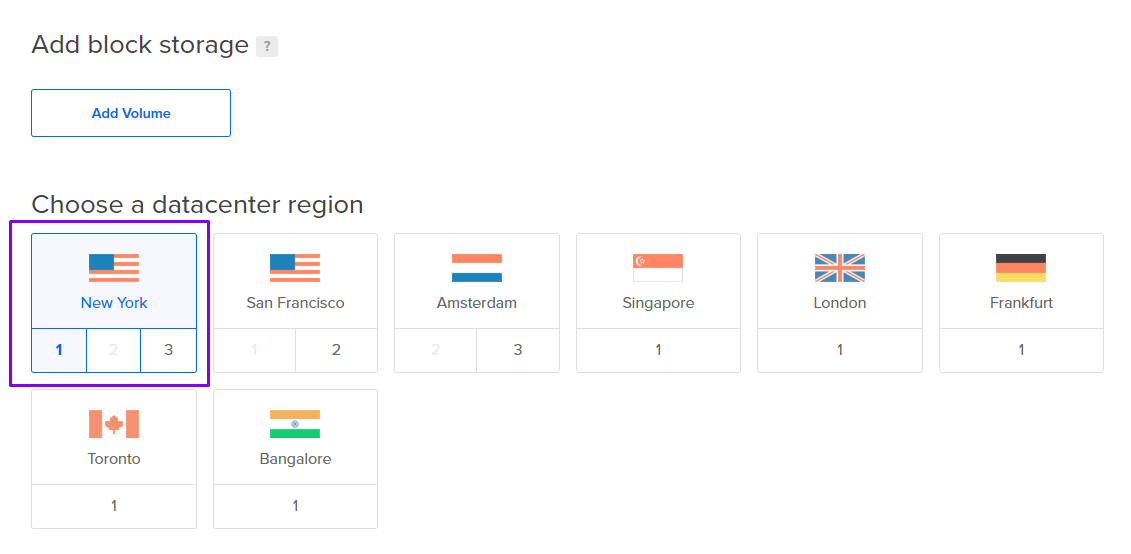 Add block storage ?
Add Volume
Choose a datacenter region
New York San Francisco Amsterdam Singapore London Frankfurt
1 2 3 1 2 2 3 1 1 1
Toronto Bangalore
1 1